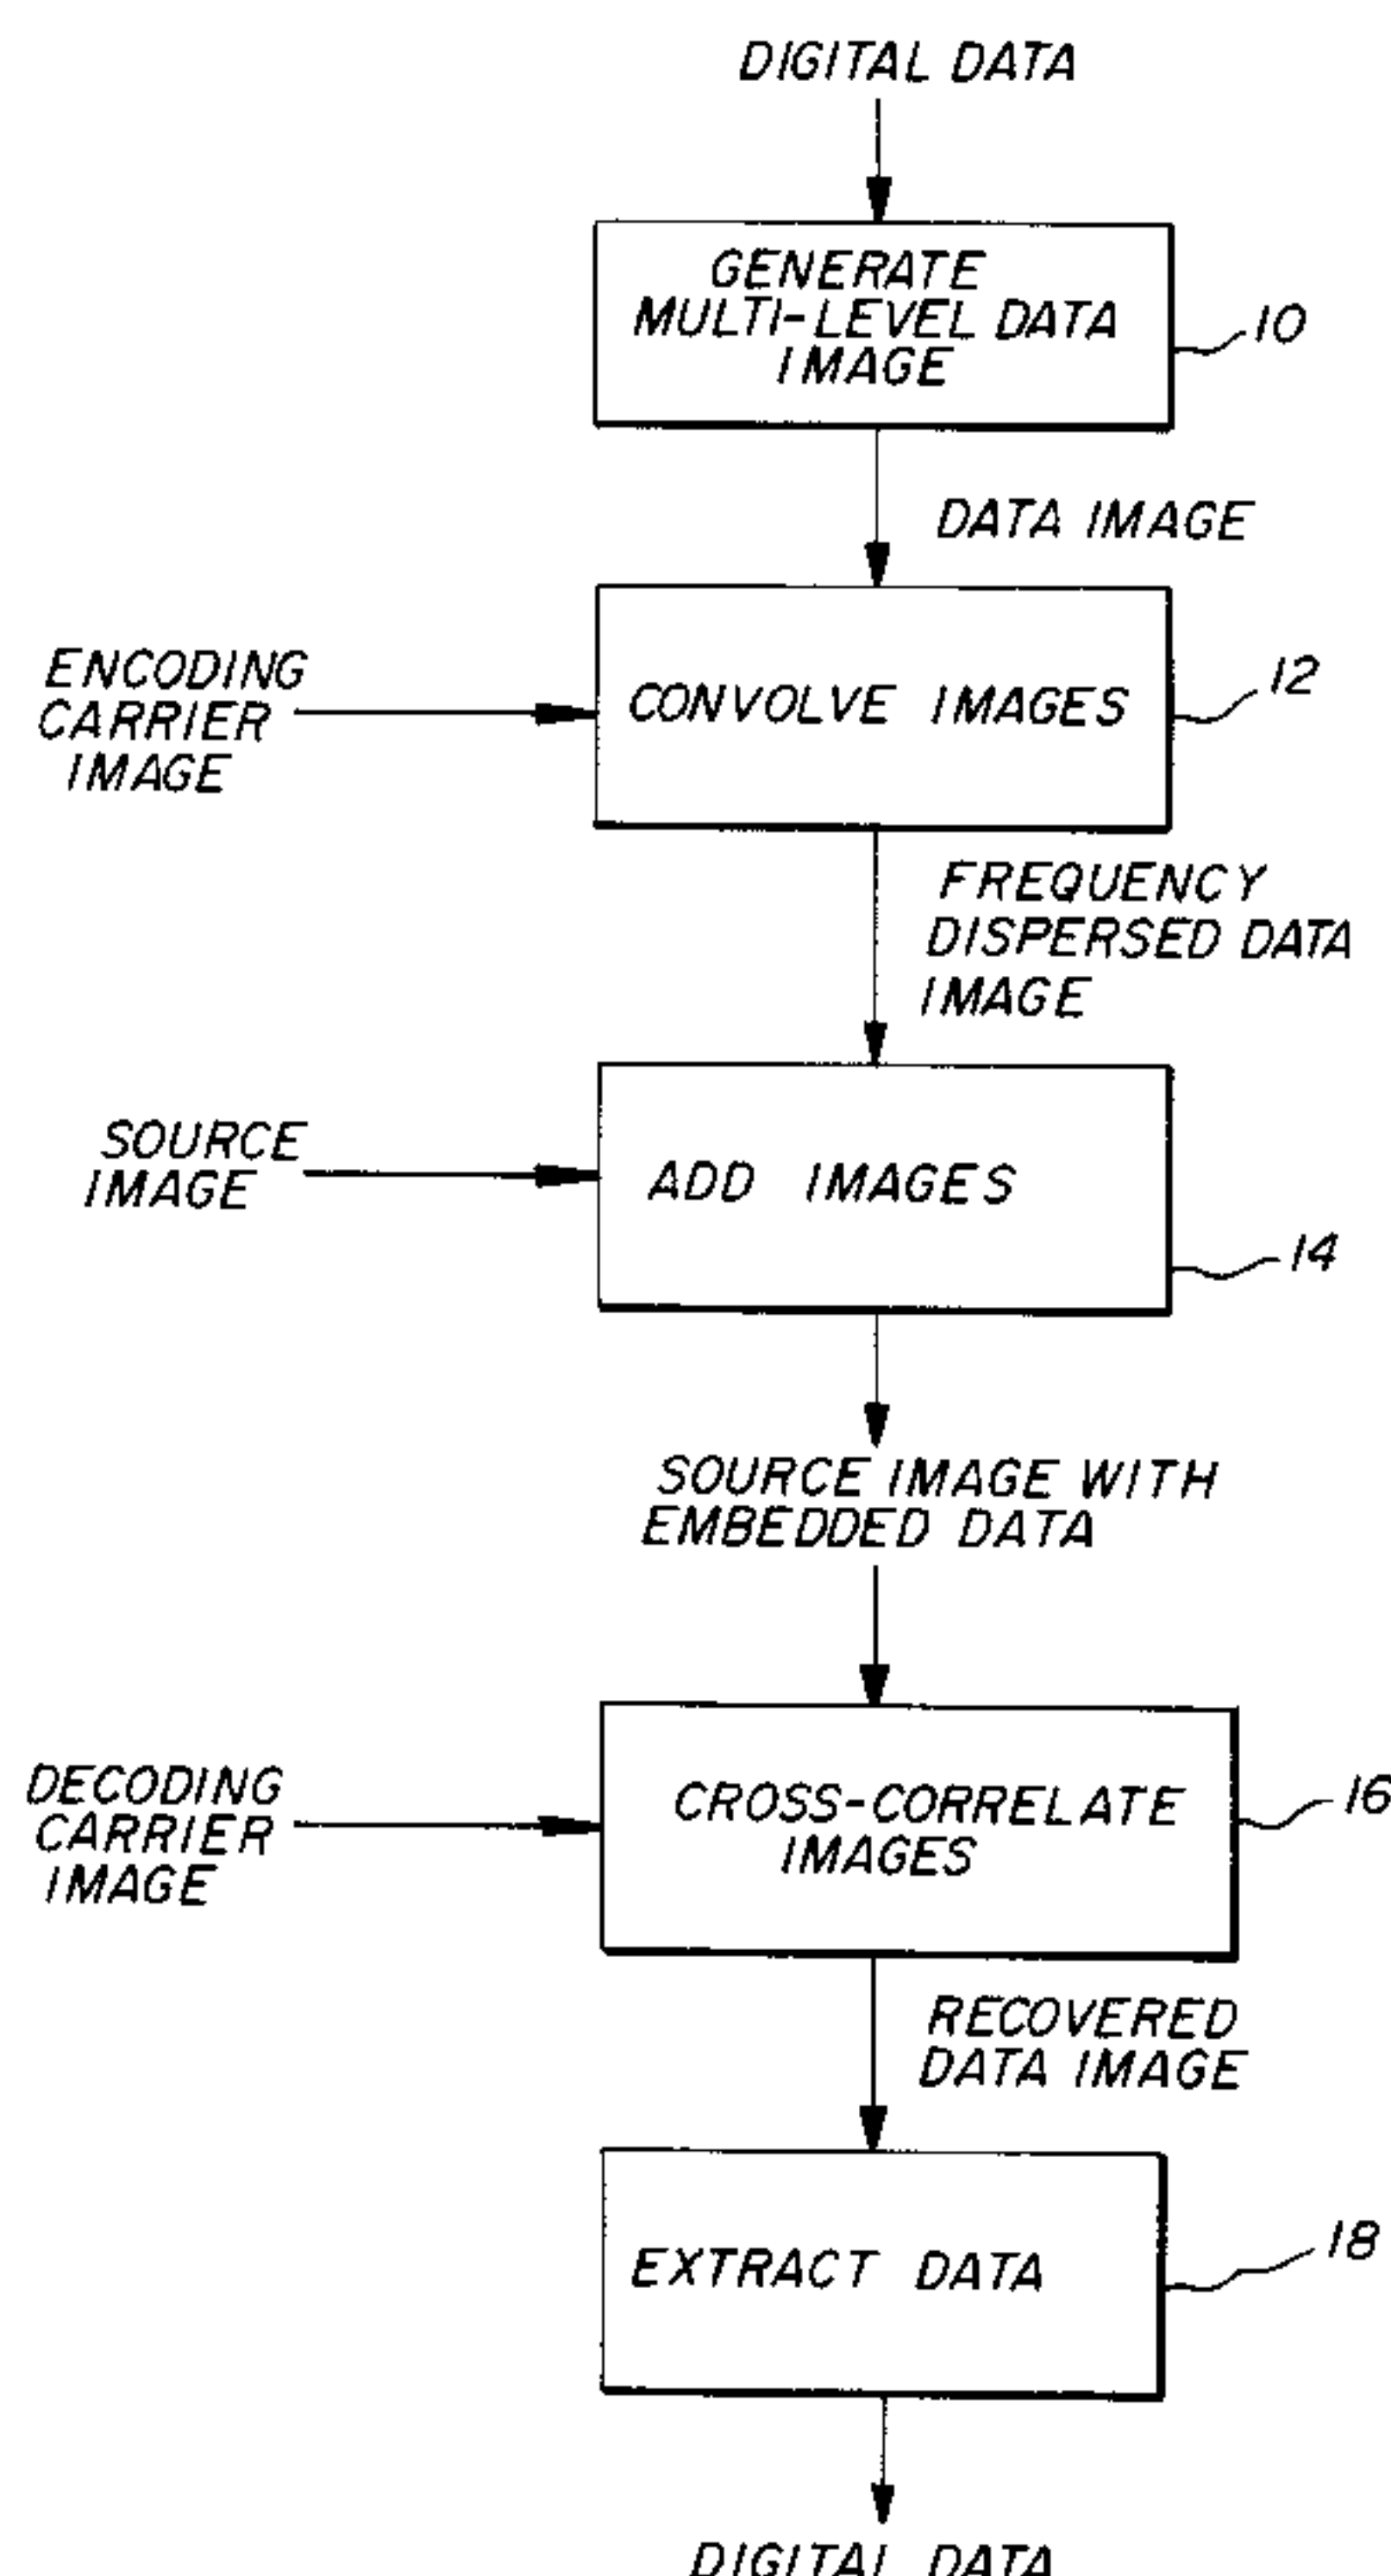 DIGITAL DATA
GENERATE
MULTI-LEVEL DATA
IMAGE
10
DATA IMAGE
ENCODING
CARRIER
IMAGE
CONVOLVE IMAGES
12
FREQUENCY
DISPERSED DATA
IMAGE
SOURCE
IMAGE
ADD IMAGES
14
SOURCE IMAGE WITH
EMBEDDED DATA
DECODING
CARRIER
IMAGE
CROSS-CORRELATE
IMAGES
16
RECOVERED
DATA IMAGE
EXTRACT DATA
18
DIGITAL DATA